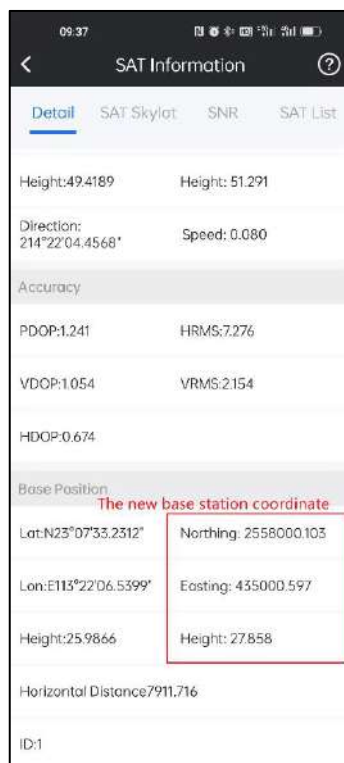 09:37
SAT Information
Detail SAT Skylot SNR SAT List
Height:49.4189 Height: 51.291
Direction:
214°22'04.4568" Speed: 0.080
Accuracy
PDOP:1.241 HRMS:7.276
VDOP:1.054 VRMS:2.154
HDOP:0.674
Base Position
The new base station coordinate
Lat:N23°07'33.2312" Northing: 2558000.103
Lon:E113°22'06.5399" Easting: 435000.597
Height:25.9866 Height: 27.858
Horizontal Distance7911.716
ID:1